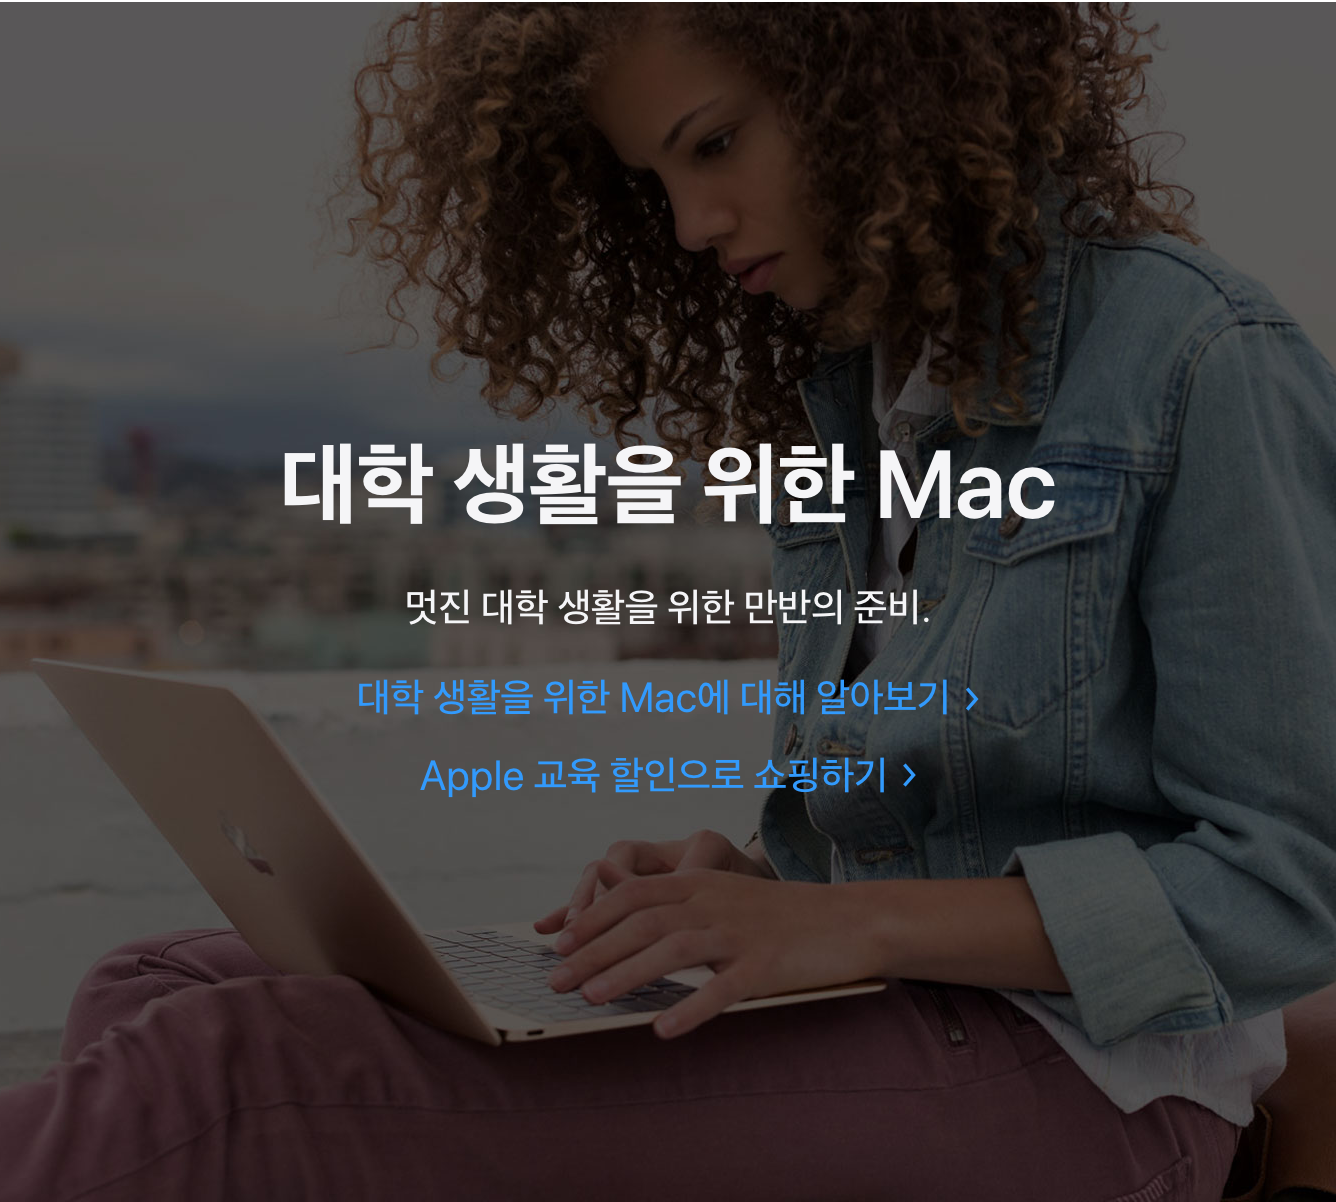 대학 생활을 위한 Mac
멋진 대학 생활을 위한 만반의 준비.
대학 생활을 위한 Mac에 대해 알아보기 >
Apple 교육 할인으로 쇼핑하기 >